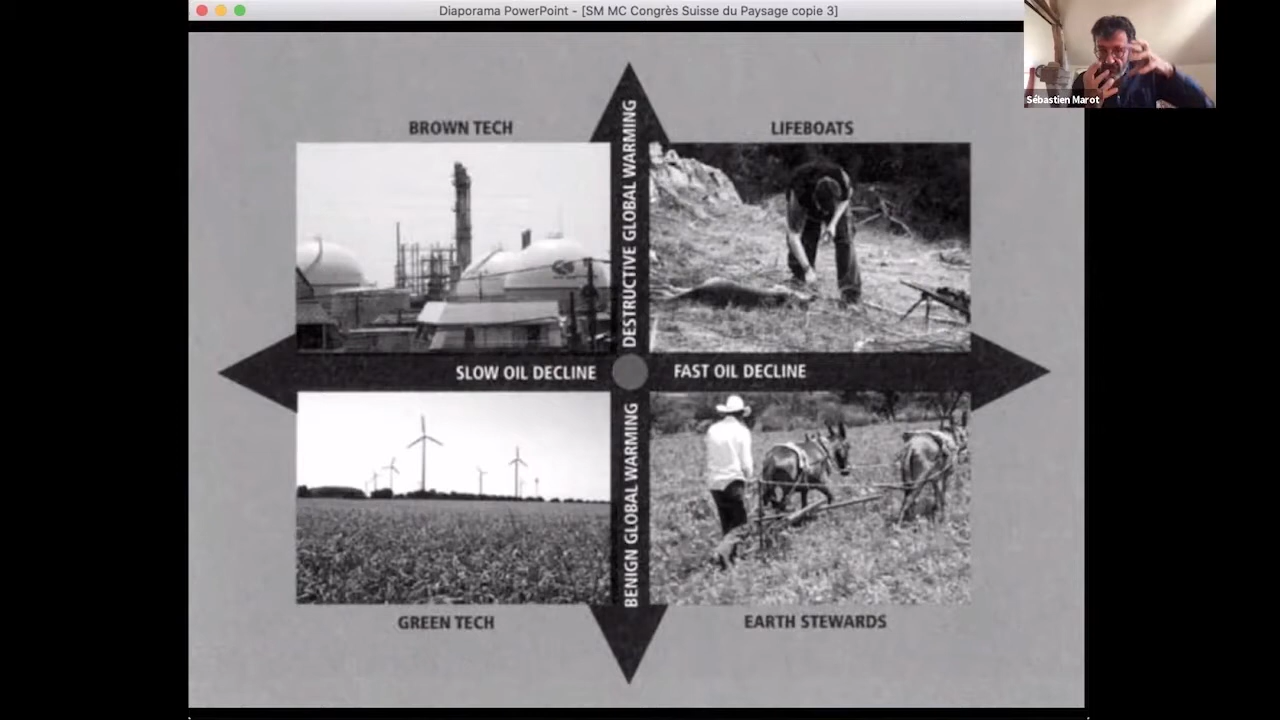 Diaporama PowerPoint - [SM MC Congrès Suisse du Paysage copie 3]
Sébastien Marot
BROWN TECH
LIFEBOATS
DESTRUCTIVE GLOBAL WARMING
SLOW OIL DECLINE
FAST OIL DECLINE
BENIGN GLOBAL WARMING
GREEN TECH
EARTH STEWARDS